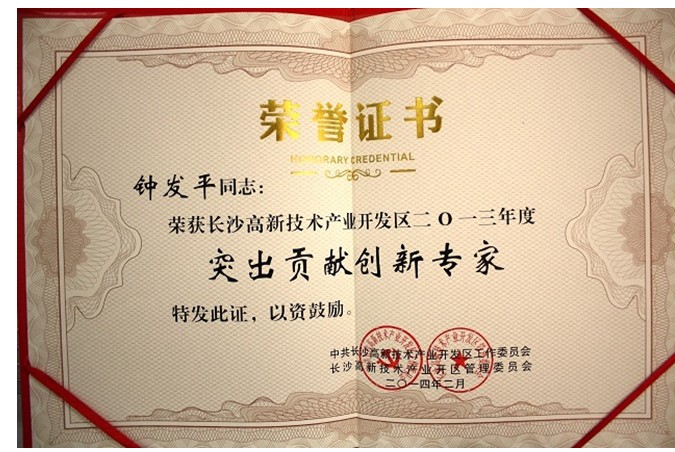 荣誉证书
HONORARY CREDENTIAL
钟发平同志：
荣获长沙高新技术产业开发区二〇一三年度
突出贡献创新专家
特发此证，以资鼓励。
中共长沙高新技术产业开发区工作委员会
长沙高新技术产业开区管理委员会
二〇一四年二月